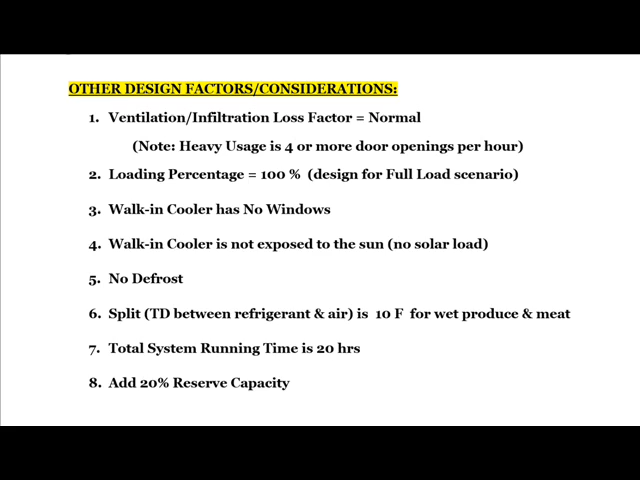 OTHER DESIGN FACTORS/CONSIDERATIONS:
1. Ventilation/Infiltration Loss Factor = Normal
(Note: Heavy Usage is 4 or more door openings per hour)
2. Loading Percentage = 100 % (design for Full Load scenario)
3. Walk-in Cooler has No Windows
4. Walk-in Cooler is not exposed to the sun (no solar load)
5. No Defrost
6. Split (TD between refrigerant & air) is 10 F for wet produce & meat
7. Total System Running Time is 20 hrs
8. Add 20% Reserve Capacity